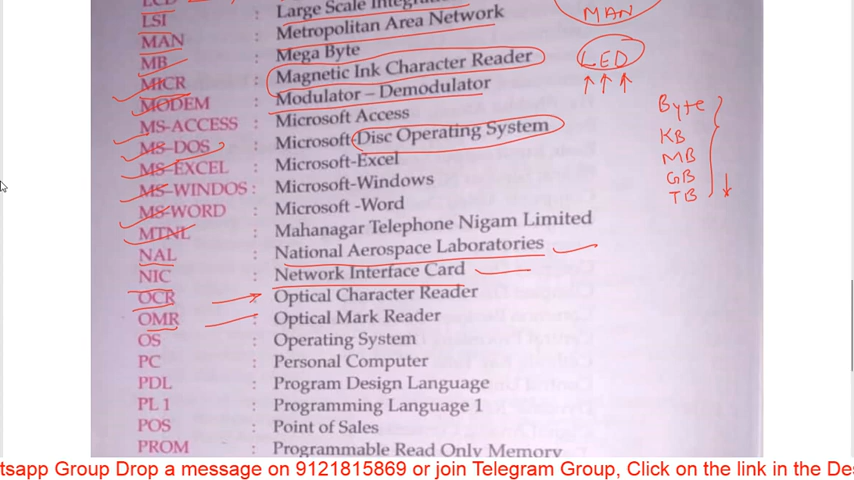 LSI : Large Scale
MAN : Metropolitan Area Network
MB : Mega Byte
MICR : Magnetic Ink Character Reader
MODEM : Modulator – Demodulator
MS-ACCESS : Microsoft Access
MS-DOS : Microsoft-Disc Operating System
MS-EXCEL : Microsoft-Excel
MS-WINDOS : Microsoft-Windows
MS-WORD : Microsoft -Word
MTNL : Mahanagar Telephone Nigam Limited
NAL : National Aerospace Laboratories
NIC : Network Interface Card
OCR : Optical Character Reader
OMR : Optical Mark Reader
OS : Operating System
PC : Personal Computer
PDL : Program Design Language
PL 1 : Programming Language 1
POS : Point of Sales
PROM : Programmable Read Only Memory
MAN
LED
Byte
KB
MB
GB
TB
Group Drop a message on 9121815869 or join Telegram Group, Click on the link in the